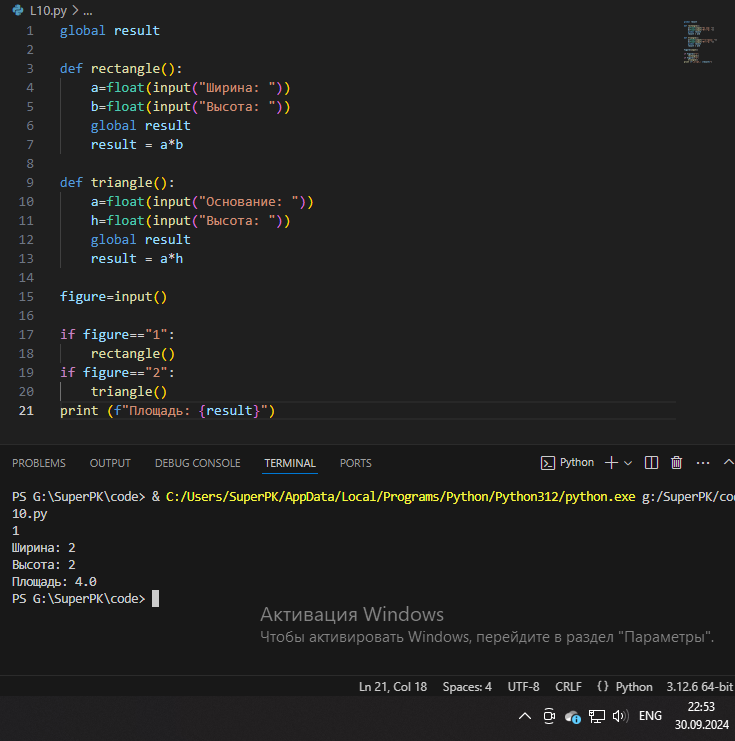 L10.py > ...
1 global result
2
3 def rectangle():
4     a=float(input("Ширина: "))
5     b=float(input("Высота: "))
6     global result
7     result = a*b
8
9 def triangle():
10     a=float(input("Основание: "))
11     h=float(input("Высота: "))
12     global result
13     result = a*h
14
15 figure=input()
16
17 if figure=="1":
18     rectangle()
19 if figure=="2":
20     triangle()
21 print (f"Площадь: {result}")
PROBLEMS OUTPUT DEBUG CONSOLE TERMINAL PORTS Python
PS G:\SuperPK\code> & C:/Users/SuperPK/AppData/Local/Programs/Python/Python312/python.exe g:/SuperPK/co
10.py
1
Ширина: 2
Высота: 2
Площадь: 4.0
PS G:\SuperPK\code>
Активация Windows
Чтобы активировать Windows, перейдите в раздел "Параметры".
Ln 21, Col 18 Spaces: 4 UTF-8 CRLF {} Python 3.12.6 64-bit
22:53
ENG
30.09.2024